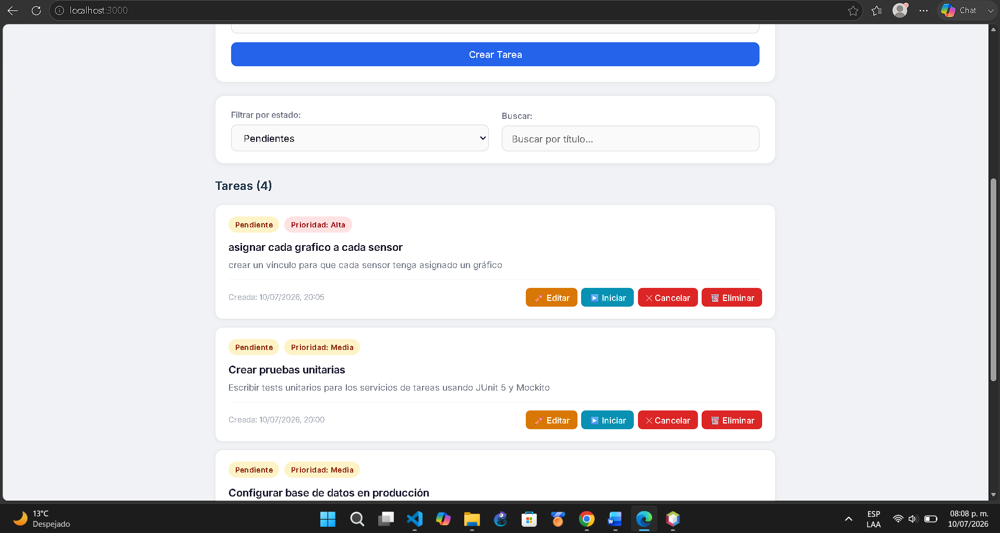 localhost:3000
Chat
Crear Tarea
Filtrar por estado:
Buscar:
Pendientes
Buscar por título...
Tareas (4)
Pendiente
Prioridad: Alta
asignar cada grafico a cada sensor
crear un vínculo para que cada sensor tenga asignado un gráfico
Creada: 10/07/2026, 20:05
Editar
Iniciar
Cancelar
Eliminar
Pendiente
Prioridad: Media
Crear pruebas unitarias
Escribir tests unitarios para los servicios de tareas usando JUnit 5 y Mockito
Creada: 10/07/2026, 20:00
Editar
Iniciar
Cancelar
Eliminar
Pendiente
Prioridad: Media
Configurar base de datos en producción
13°C
Despejado
ESP
LAA
08:08 p. m.
10/07/2026